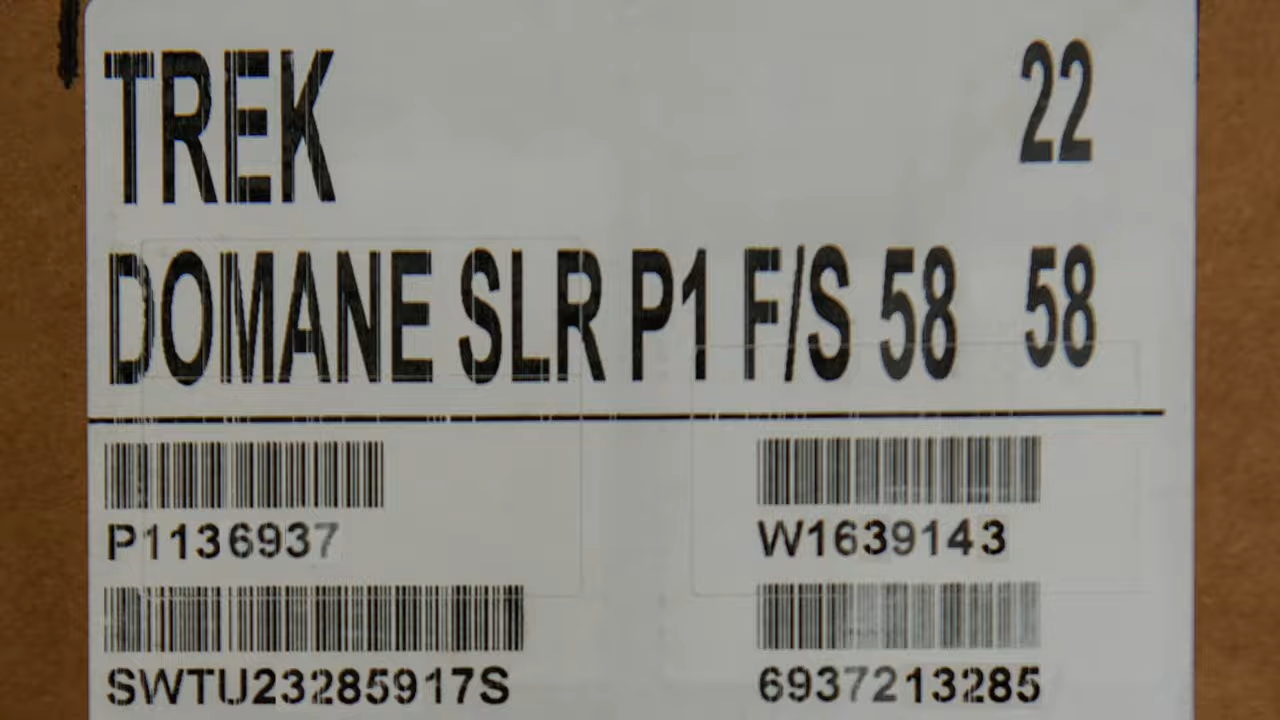 TREK 22
DOMANE SLR P1 F/S 58 58
P1136937 W1639143
SWTU23285917S 6937213285